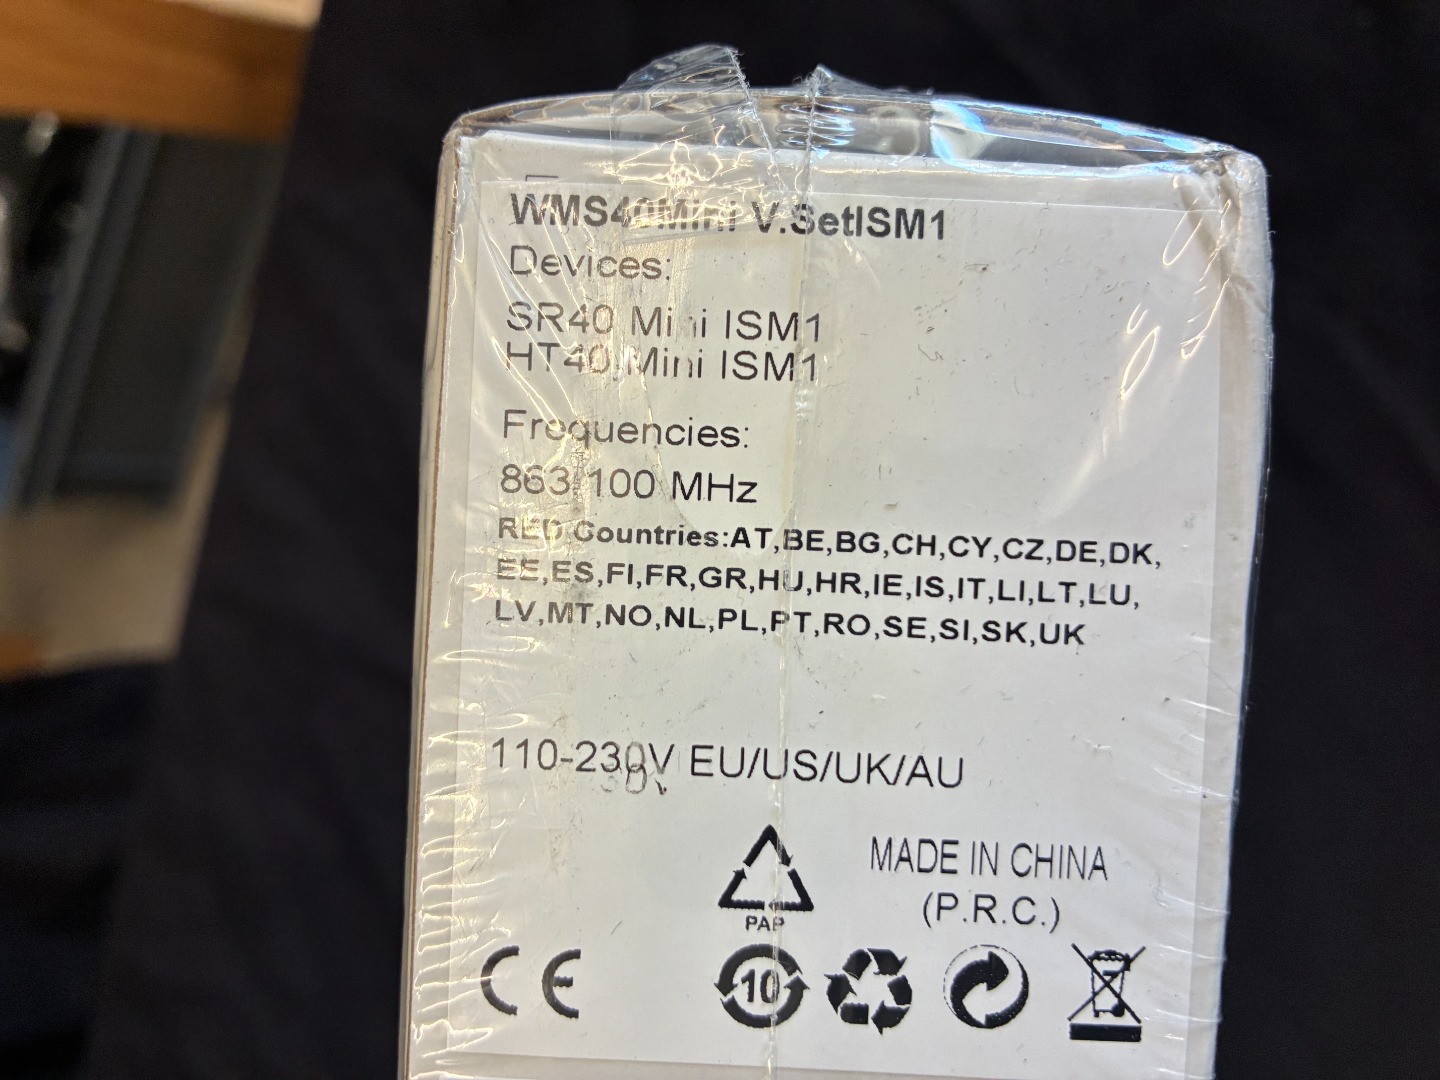 WMS40Mini V.SetISM1
Devices:
SR40 Mini ISM1
HT40 Mini ISM1
Frequencies:
863.100 MHz
RED Countries:AT,BE,BG,CH,CY,CZ,DE,DK,
EE,ES,FI,FR,GR,HU,HR,IE,IS,IT,LI,LT,LU,
LV,MT,NO,NL,PL,PT,RO,SE,SI,SK,UK
110-230V EU/US/UK/AU
MADE IN CHINA
(P.R.C.)
PAP
CE
10